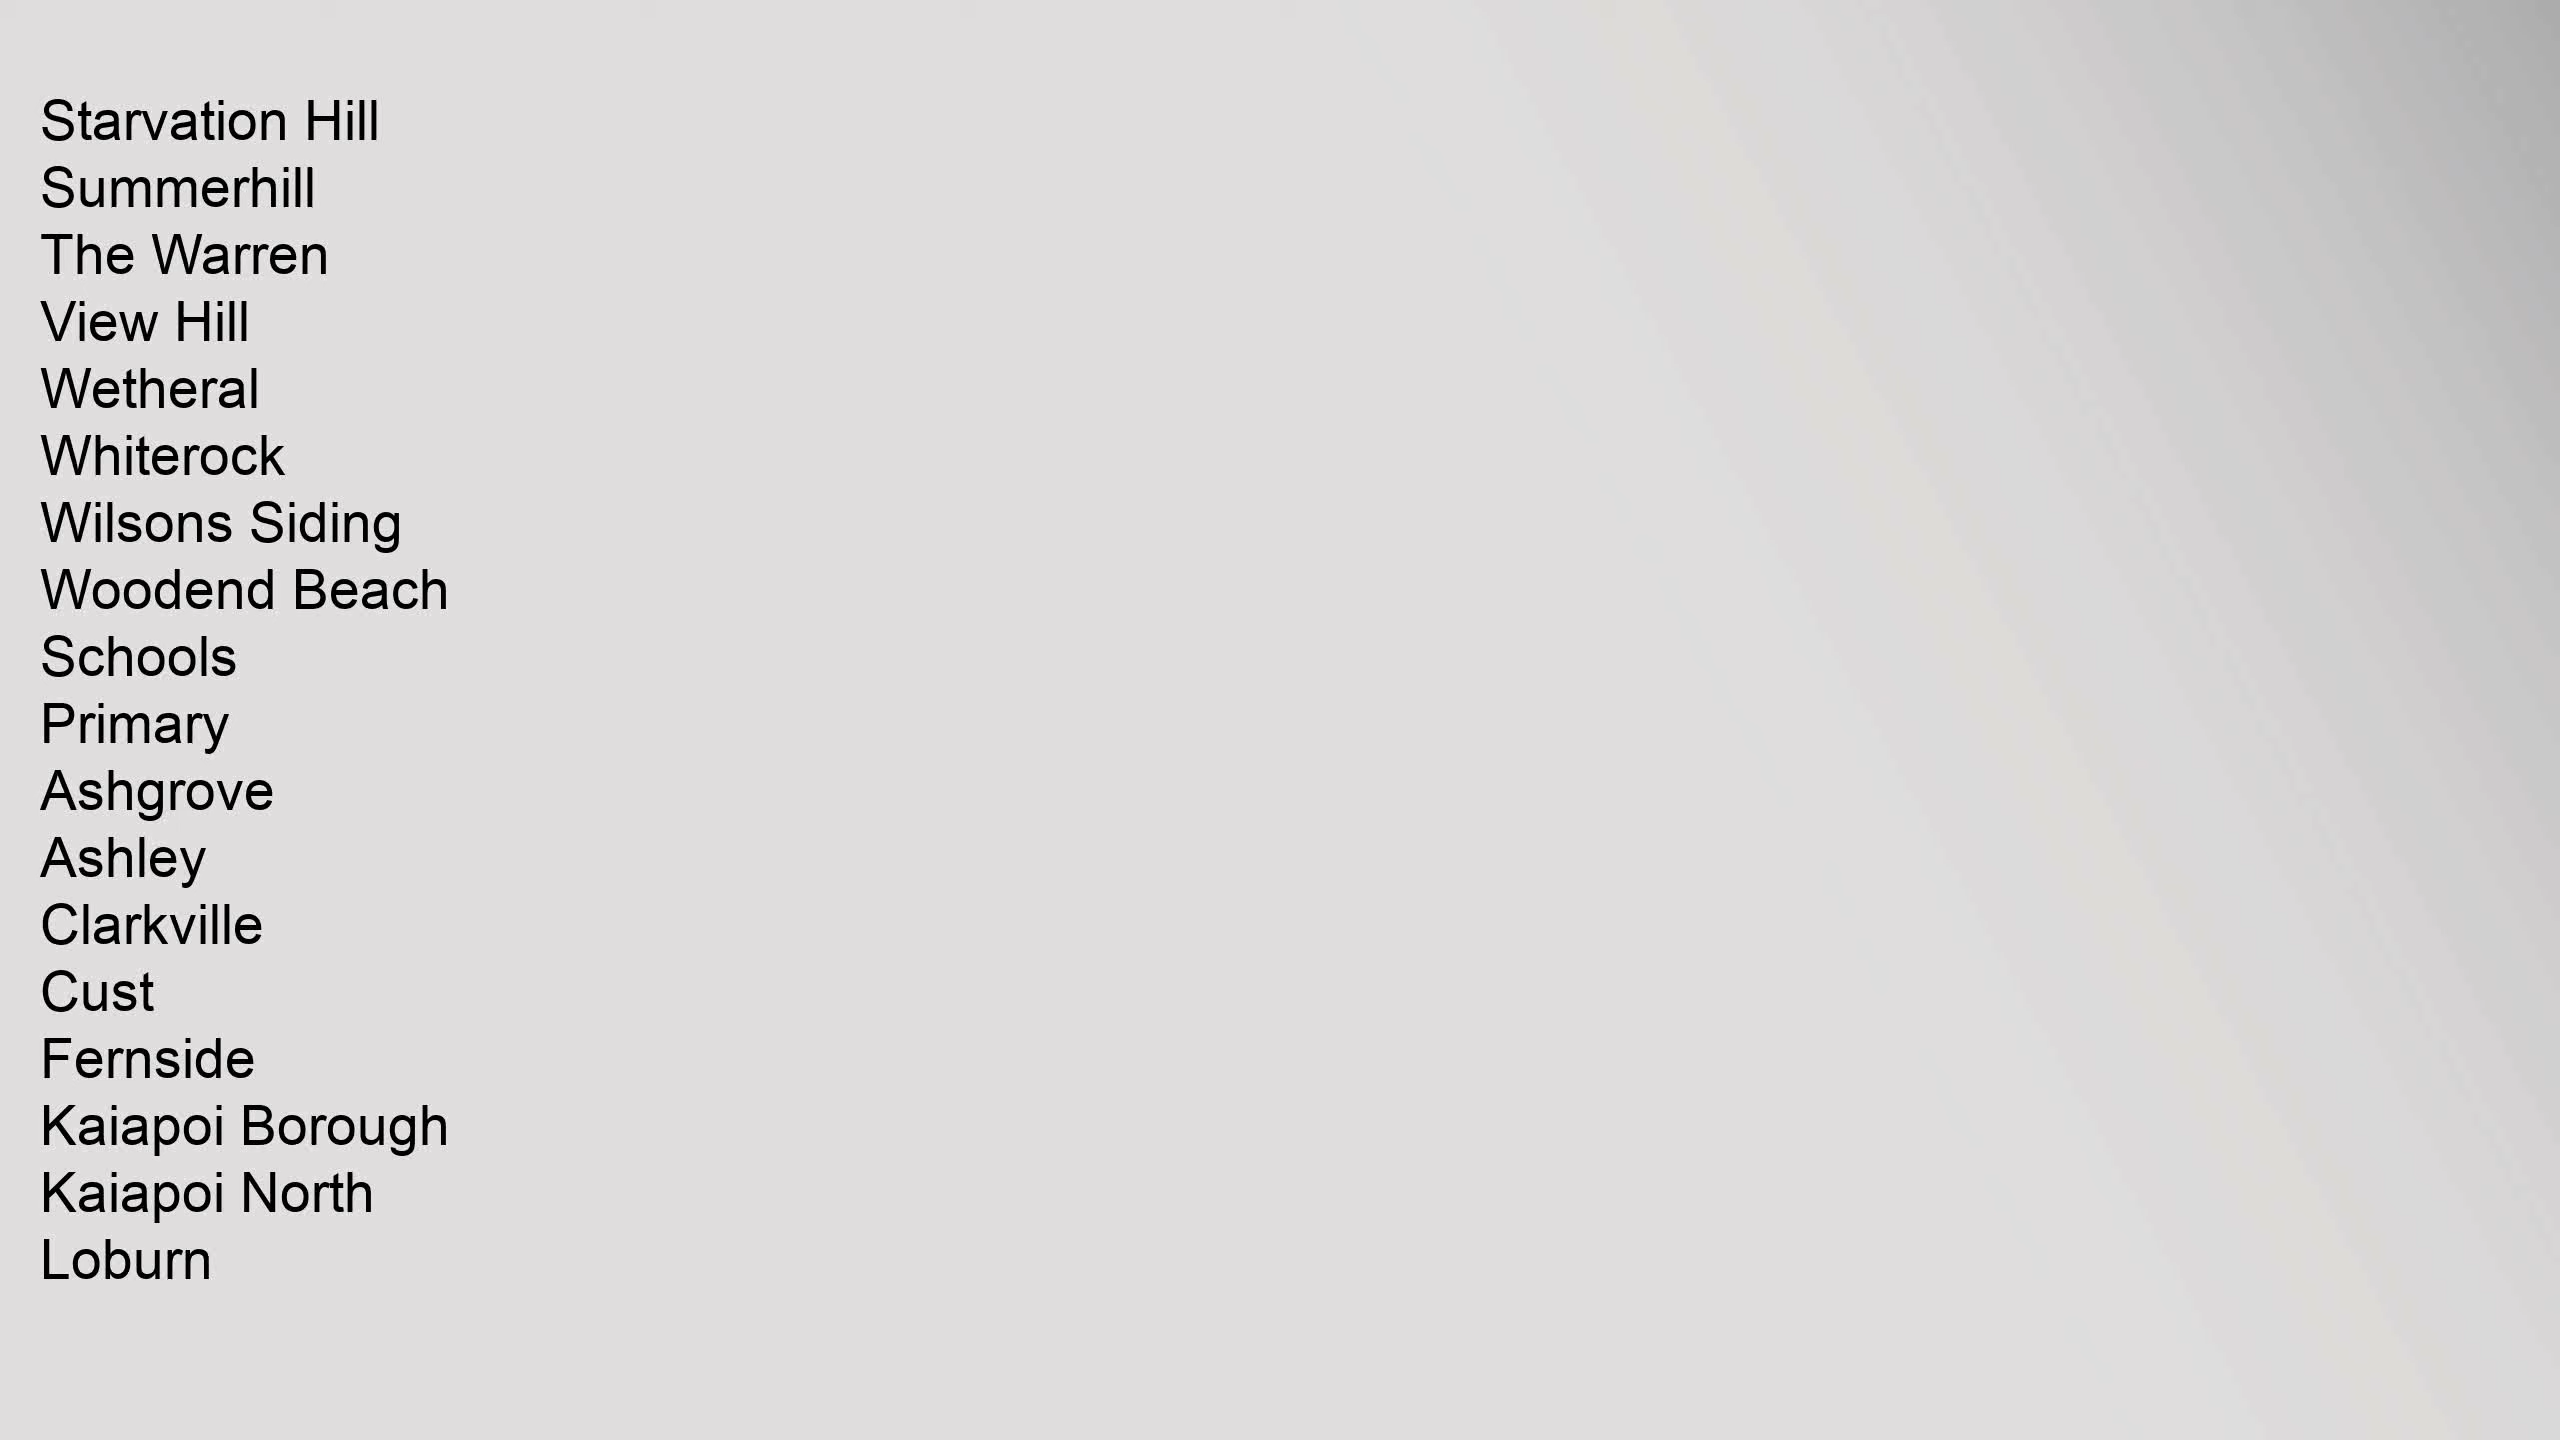 Starvation Hill
Summerhill
The Warren
View Hill
Wetheral
Whiterock
Wilsons Siding
Woodend Beach
Schools
Primary
Ashgrove
Ashley
Clarkville
Cust
Fernside
Kaiapoi Borough
Kaiapoi North
Loburn